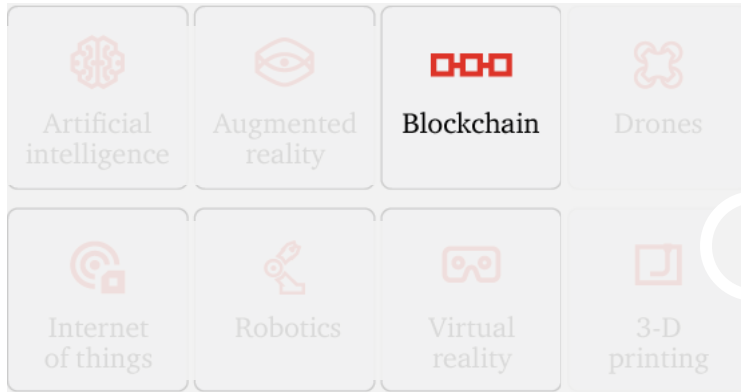 Artificial
intelligence
Augmented
reality
Blockchain
Drones
Internet
of things
Robotics
Virtual
reality
3-D
printing